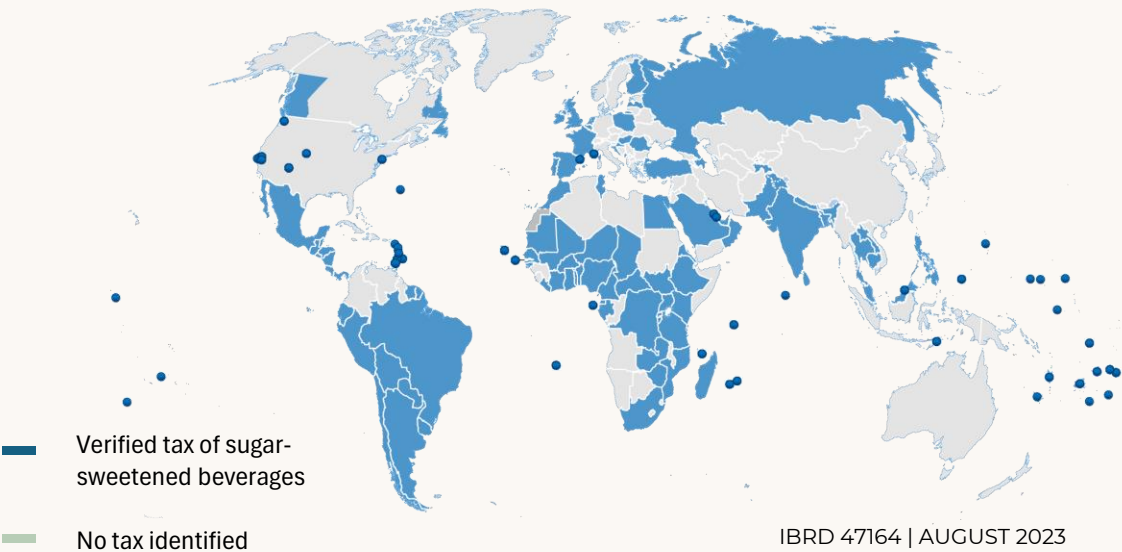 Verified tax of sugar-
sweetened beverages
No tax identified
IBRD 47164 | AUGUST 2023